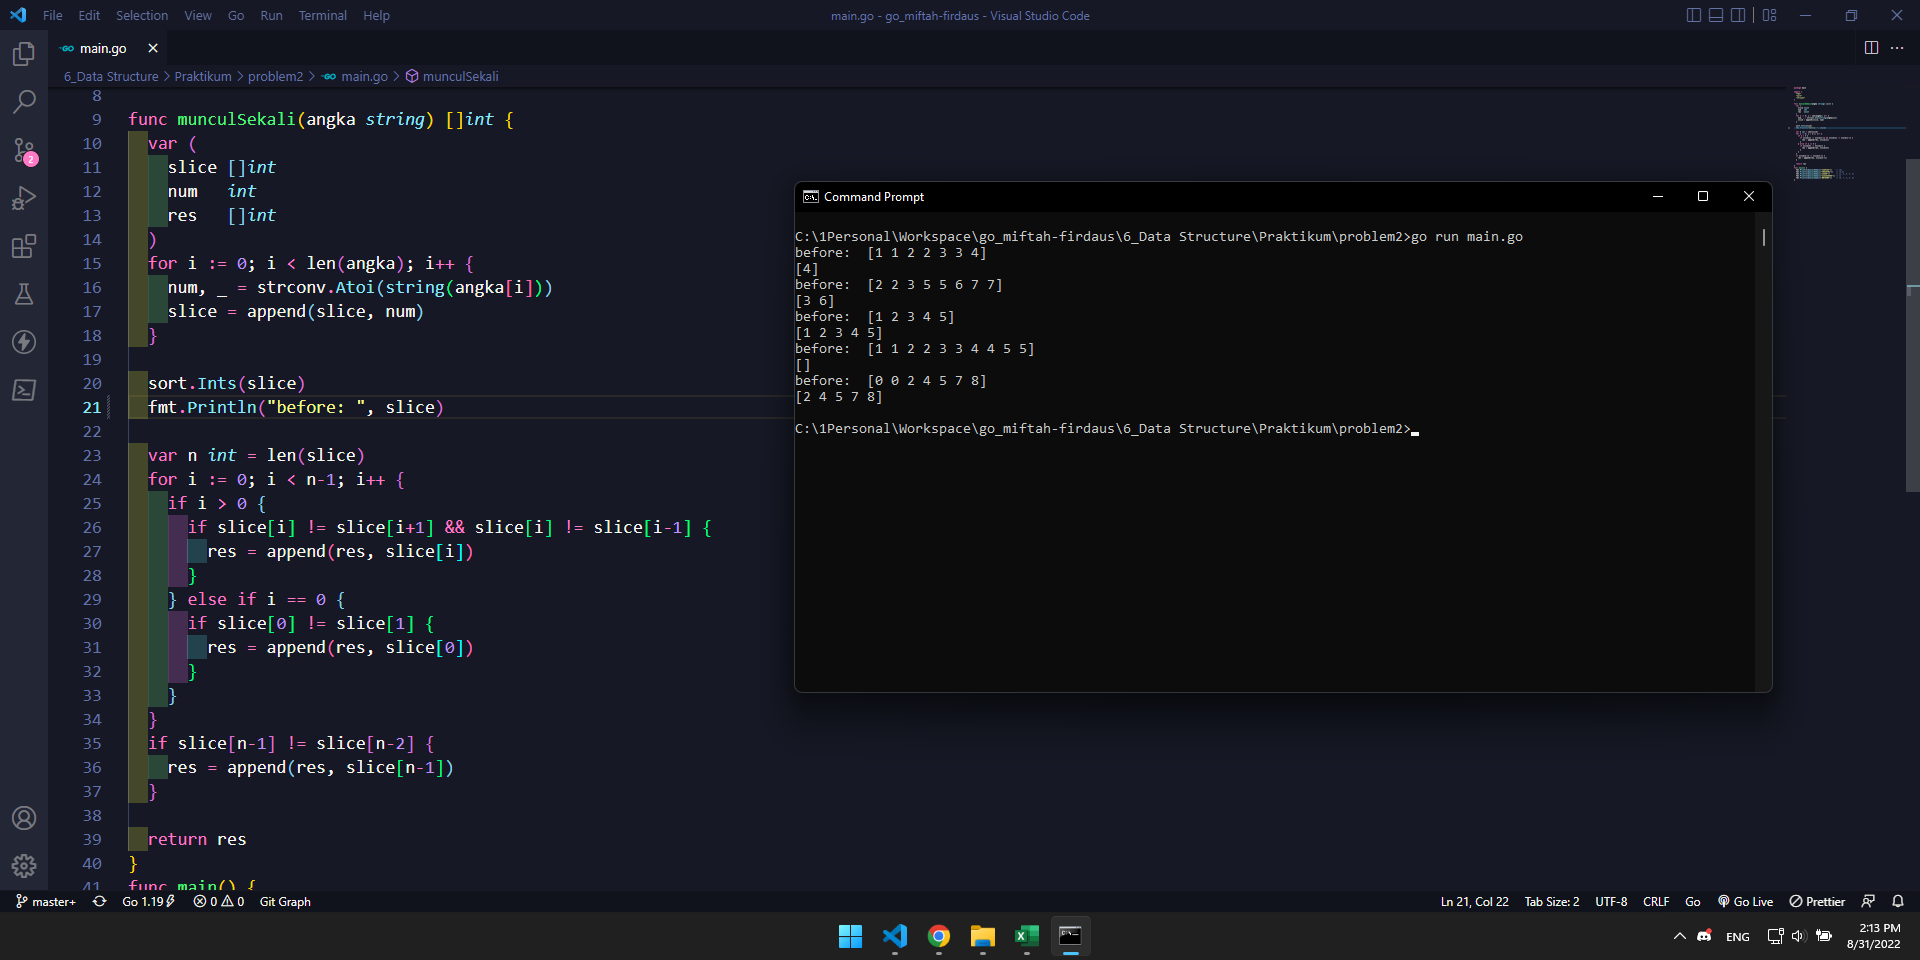 File Edit Selection View Go Run Terminal Help
main.go - go_miftah-firdaus - Visual Studio Code
main.go
6_Data Structure > Praktikum > problem2 > main.go > munculSekali
8
9 func munculSekali(angka string) []int {
10 var (
11 slice []int
12 num int
13 res []int
14 )
15 for i := 0; i < len(angka); i++ {
16 num, _ = strconv.Atoi(string(angka[i]))
17 slice = append(slice, num)
18 }
19
20 sort.Ints(slice)
21 fmt.Println("before: ", slice)
22
23 var n int = len(slice)
24 for i := 0; i < n-1; i++ {
25 if i > 0 {
26 if slice[i] != slice[i+1] && slice[i] != slice[i-1] {
27 res = append(res, slice[i])
28 }
29 } else if i == 0 {
30 if slice[0] != slice[1] {
31 res = append(res, slice[0])
32 }
33 }
34 }
35 if slice[n-1] != slice[n-2] {
36 res = append(res, slice[n-1])
37 }
38
39 return res
40 }
41 func main() {
2
Command Prompt
C:\1Personal\Workspace\go_miftah-firdaus\6_Data Structure\Praktikum\problem2>go run main.go
before:  [1 1 2 2 3 3 4]
[4]
before:  [2 2 3 5 5 6 7 7]
[3 6]
before:  [1 2 3 4 5]
[1 2 3 4 5]
before:  [1 1 2 2 3 3 4 4 5 5]
[]
before:  [0 0 2 4 5 7 8]
[2 4 5 7 8]
C:\1Personal\Workspace\go_miftah-firdaus\6_Data Structure\Praktikum\problem2>
master+ Go 1.19 0 0 Git Graph
Ln 21, Col 22 Tab Size: 2 UTF-8 CRLF Go Go Live Prettier
ENG
2:13 PM
8/31/2022